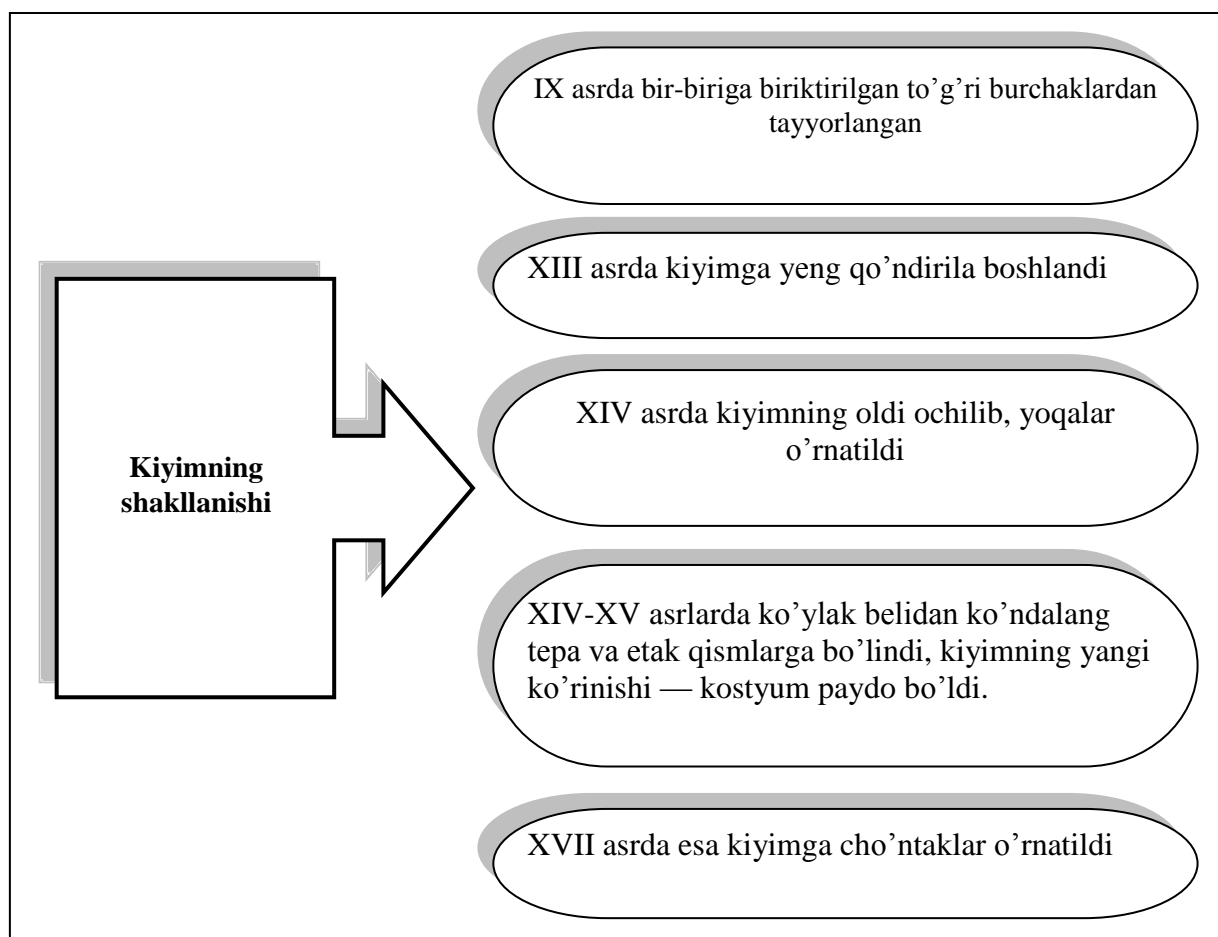 IX asrda bir-biriga biriktirilgan to’g’ri burchaklardan
tayyorlangan
XIII asrda kiyimga yeng qo’ndirila boshlandi
XIV asrda kiyimning oldi ochilib, yoqalar
o’rnatildi
Kiyimning
shakllanishi
XIV-XV asrlarda ko’ylak belidan ko’ndalang
tepa va etak qismlarga bo’lindi, kiyimning yangi
ko’rinishi — kostyum paydo bo’ldi.
XVII asrda esa kiyimga cho’ntaklar o’rnatildi